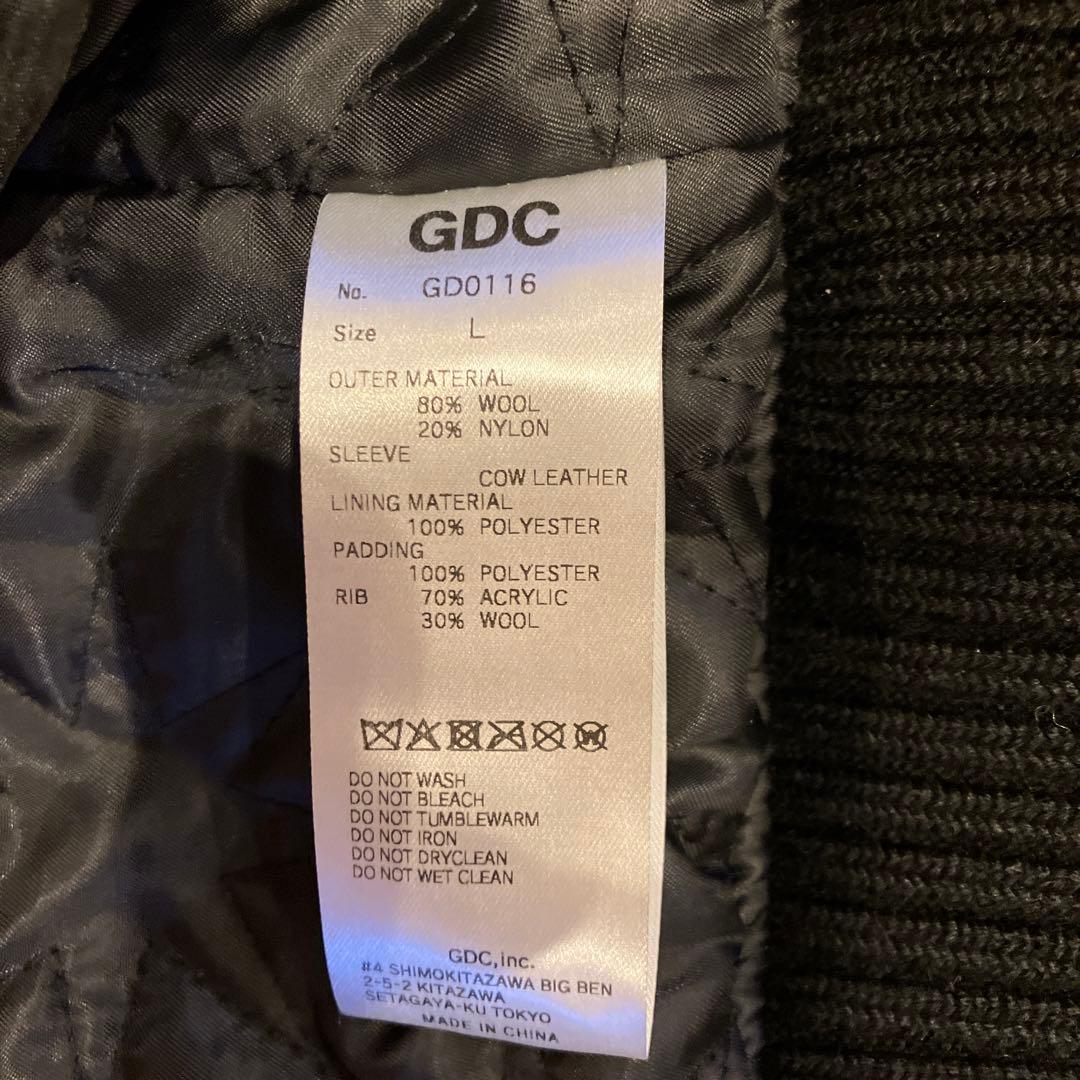 GDC
No. GD0116
Size L
OUTER MATERIAL
80% WOOL
20% NYLON
SLEEVE
COW LEATHER
LINING MATERIAL
100% POLYESTER
PADDING
100% POLYESTER
RIB 70% ACRYLIC
30% WOOL
W
DO NOT WASH
DO NOT BLEACH
DO NOT TUMBLEWARM
DO NOT IRON
DO NOT DRYCLEAN
DO NOT WET CLEAN
GDC,inc.
#4 SHIMOKITAZAWA BIG BEN
2-5-2 KITAZAWA
SETAGAYA-KU TOKYO
MADE IN CHINA